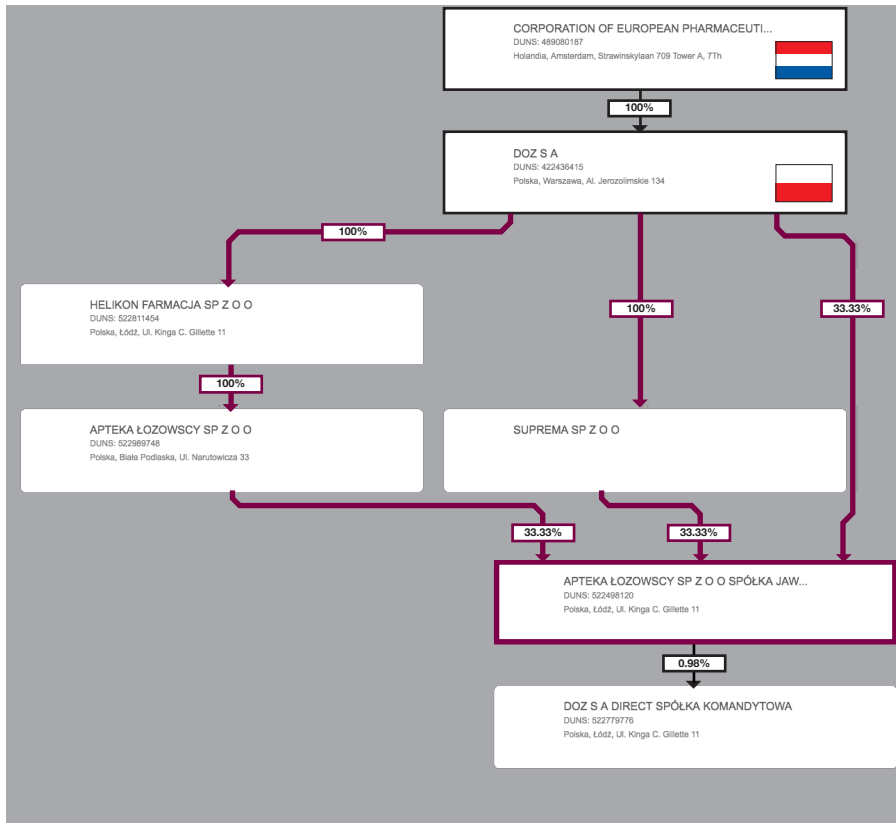 CORPORATION OF EUROPEAN PHARMACEUTI...
DUNS: 489080187
Holandia, Amsterdam, Strawinskylaan 709 Tower A, 7Th
100%
DOZ S A
DUNS: 422436415
Polska, Warszawa, Al. Jerozolimskie 134
100%
HELIKON FARMACJA SP Z O O
DUNS: 522811454
Polska, Łódź, Ul. Kinga C. Gillette 11
100%
33.33%
100%
APTEKA ŁOZOWSCY SP Z O O
DUNS: 522989748
Polska, Biała Podlaska, Ul. Narutowicza 33
SUPREMA SP Z O O
33.33%
33.33%
APTEKA ŁOZOWSCY SP Z O O SPÓŁKA JAW...
DUNS: 522498120
Polska, Łódź, Ul. Kinga C. Gillette 11
0.98%
DOZ S A DIRECT SPÓŁKA KOMANDYTOWA
DUNS: 522779776
Polska, Łódź, Ul. Kinga C. Gillette 11